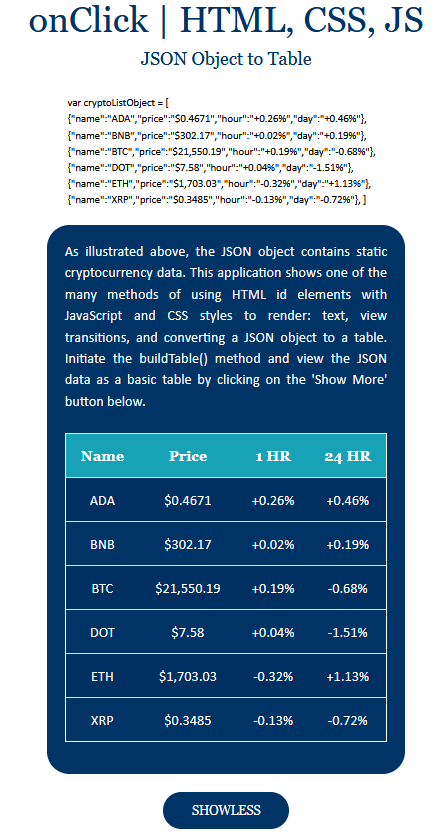 onClick | HTML, CSS, JS
JSON Object to Table
var cryptoListObject = [
{"name":"ADA","price":"$0.4671","hour":"+0.26%","day":"+0.46%"},
{"name":"BNB","price":"$302.17","hour":"+0.02%","day":"+0.19%"},
{"name":"BTC","price":"$21,550.19","hour":"+0.19%","day":"-0.68%"},
{"name":"DOT","price":"$7.58","hour":"+0.04%","day":"-1.51%"},
{"name":"ETH","price":"$1,703.03","hour":"-0.32%","day":"+1.13%"},
{"name":"XRP","price":"$0.3485","hour":"-0.13%","day":"-0.72%"}, ]
As illustrated above, the JSON object contains static
cryptocurrency data. This application shows one of the
many methods of using HTML id elements with
JavaScript and CSS styles to render: text, view
transitions, and converting a JSON object to a table.
Initiate the buildTable() method and view the JSON
data as a basic table by clicking on the 'Show More'
button below.
Name Price 1 HR 24 HR
ADA $0.4671 +0.26% +0.46%
BNB $302.17 +0.02% +0.19%
BTC $21,550.19 +0.19% -0.68%
DOT $7.58 +0.04% -1.51%
ETH $1,703.03 -0.32% +1.13%
XRP $0.3485 -0.13% -0.72%
SHOWLESS